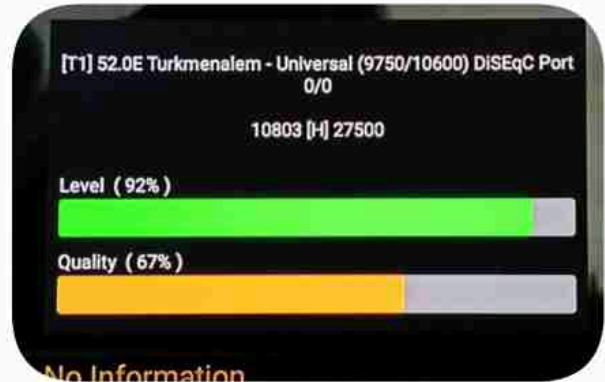 [T1] 52.0E Turkmenalem - Universal (9750/10600) DiSEqC Port
0/0
10803 [H] 27500
Level ( 92% )
Quality ( 67% )
No Information